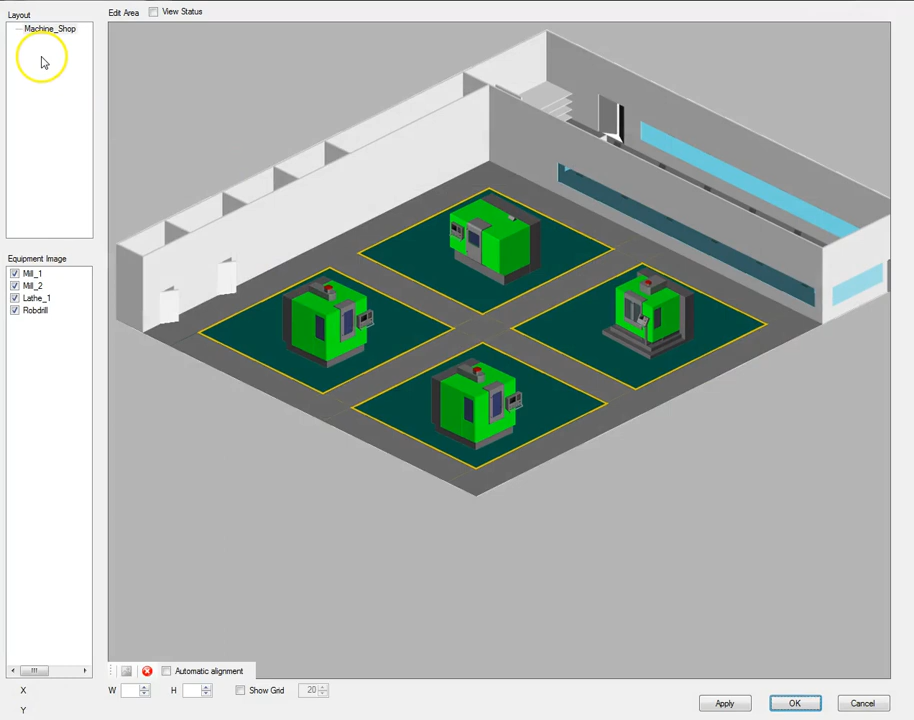 Layout
Machine_Shop
Edit Area
View Status
Equipment Image
Mill_1
Mill_2
Lathe_1
Robdrill
Automatic alignment
X
W
H
Show Grid
20
Y
Apply
OK
Cancel